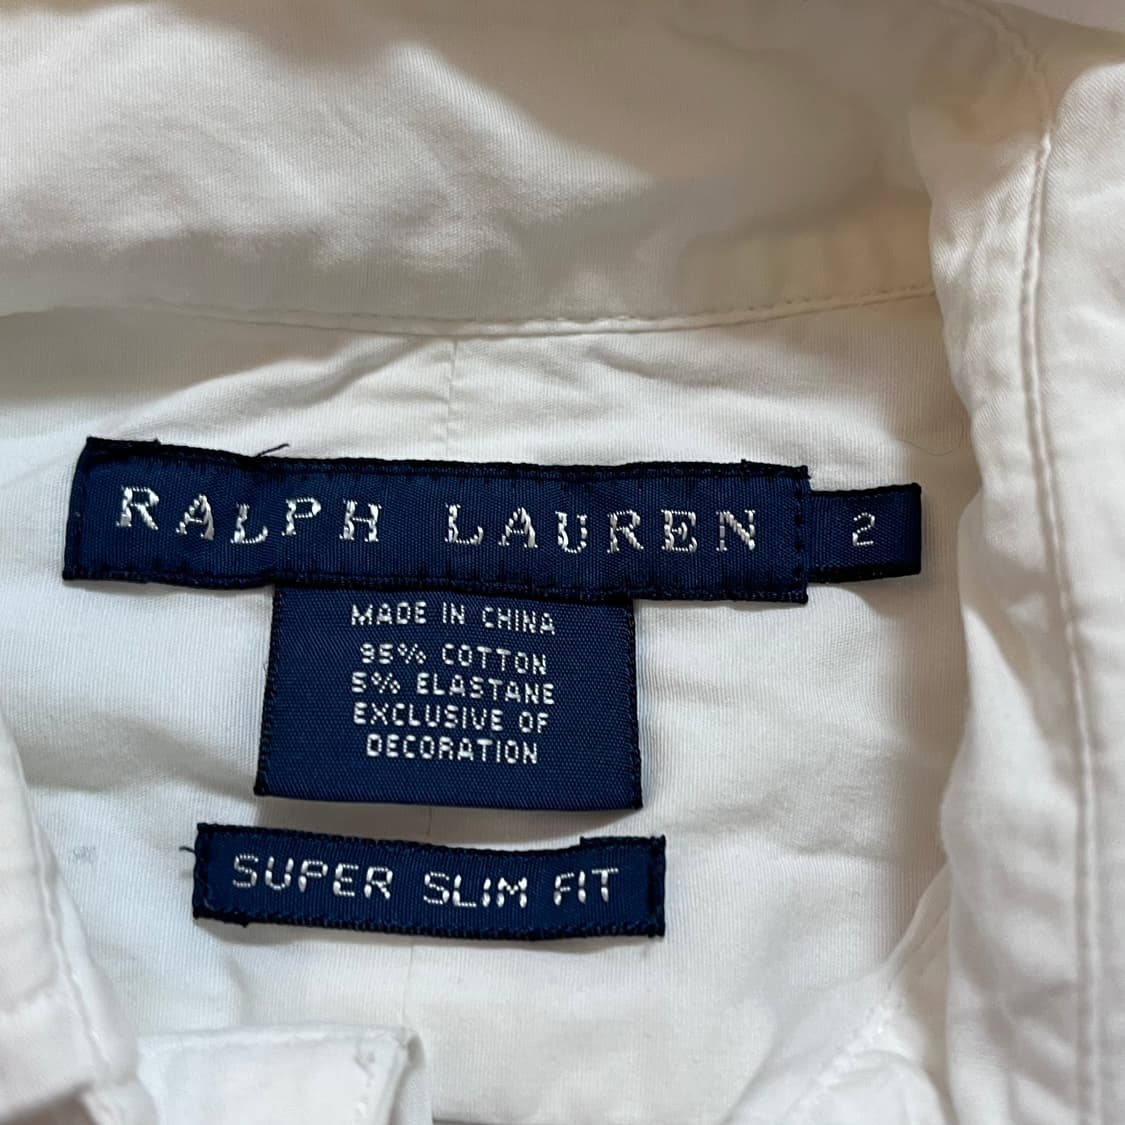 RALPH LAUREN
2
MADE IN CHINA
95% COTTON
5% ELASTANE
EXCLUSIVE OF
DECORATION
SUPER SLIM FIT